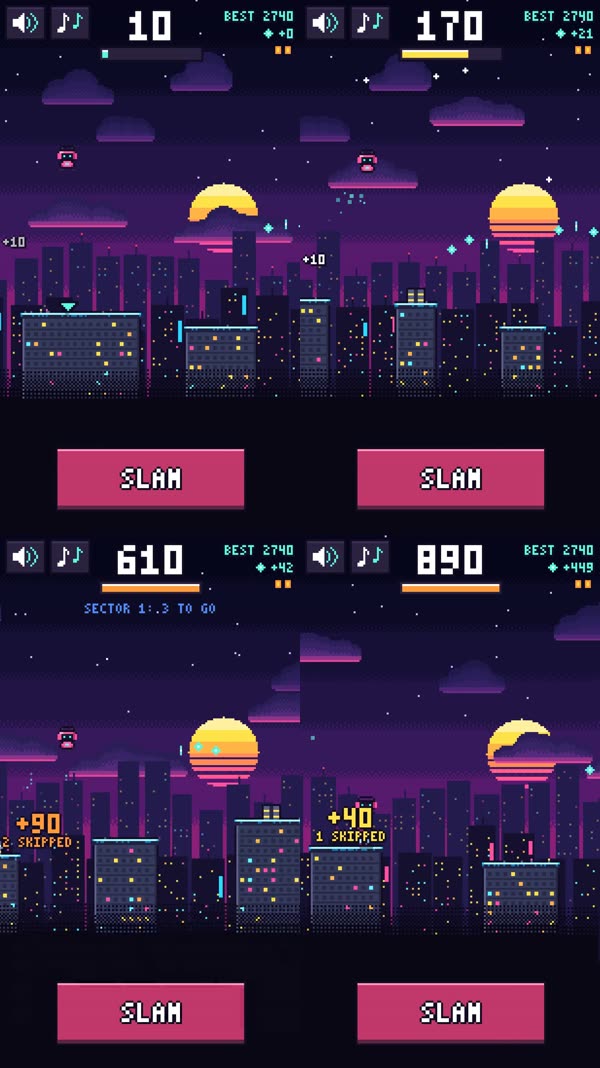 10
BEST 2740
+0
+10
SLAM
170
BEST 2740
+21
+10
SLAM
610
BEST 2740
+42
SECTOR 1:.3 TO GO
+90
2 SKIPPED
SLAM
890
BEST 2740
+449
+40
1 SKIPPED
SLAM